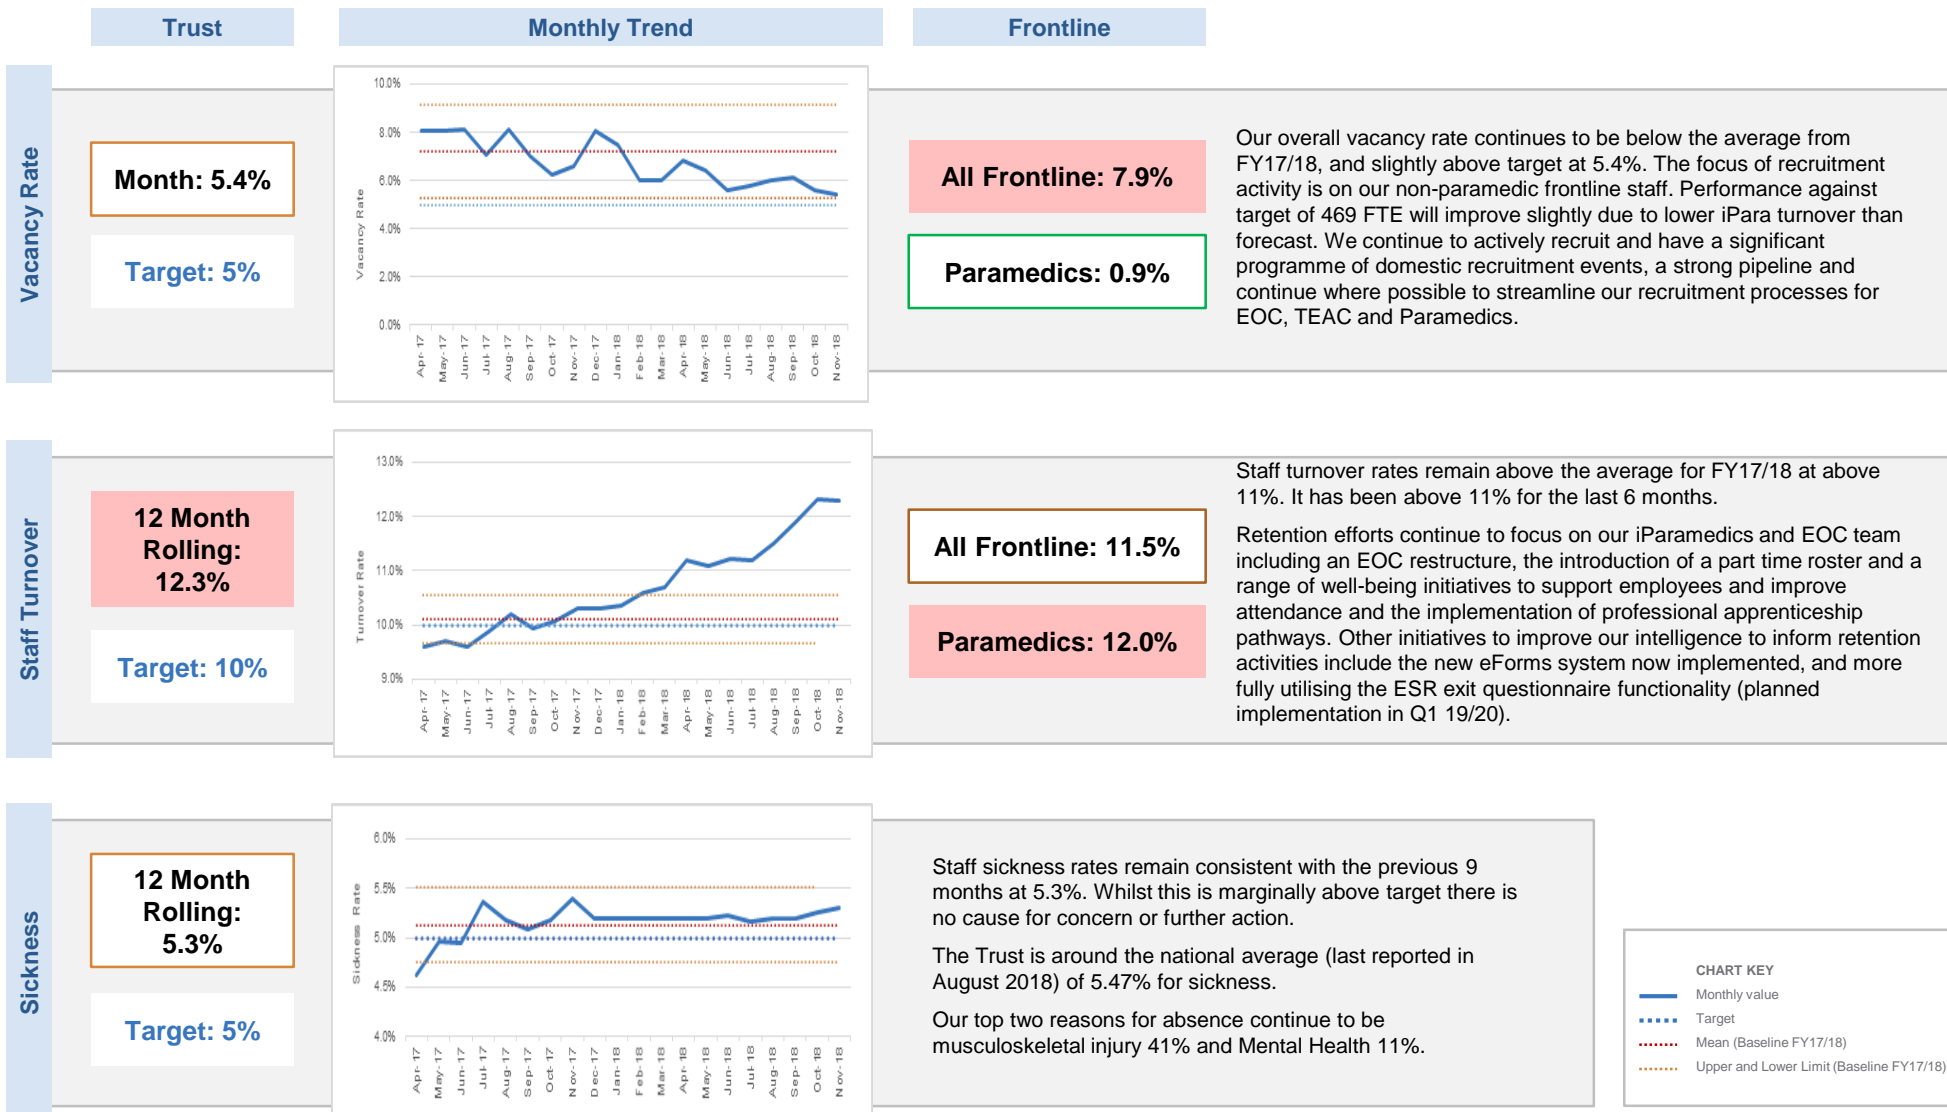 Trust
Monthly Trend
Frontline
Vacancy Rate
Month: 5.4%
Target: 5%
10.0%
8.0%
6.0%
4.0%
2.0%
0.0%
Vacancy Rate
Apr-17
May-17
Jun-17
Jul-17
Aug-17
Sep-17
Oct-17
Nov-17
Dec-17
Jan-18
Feb-18
Mar-18
Apr-18
May-18
Jun-18
Jul-18
Aug-18
Sep-18
Oct-18
Nov-18
All Frontline: 7.9%
Paramedics: 0.9%
Our overall vacancy rate continues to be below the average from
FY17/18, and slightly above target at 5.4%. The focus of recruitment
activity is on our non-paramedic frontline staff. Performance against
target of 469 FTE will improve slightly due to lower iPara turnover than
forecast. We continue to actively recruit and have a significant
programme of domestic recruitment events, a strong pipeline and
continue where possible to streamline our recruitment processes for
EOC, TEAC and Paramedics.
Staff Turnover
12 Month
Rolling:
12.3%
Target: 10%
13.0%
12.0%
11.0%
10.0%
9.0%
Turnover Rate
Apr-17
May-17
Jun-17
Jul-17
Aug-17
Sep-17
Oct-17
Nov-17
Dec-17
Jan-18
Feb-18
Mar-18
Apr-18
May-18
Jun-18
Jul-18
Aug-18
Sep-18
Oct-18
Nov-18
All Frontline: 11.5%
Paramedics: 12.0%
Staff turnover rates remain above the average for FY17/18 at above
11%. It has been above 11% for the last 6 months.
Retention efforts continue to focus on our iParamedics and EOC team
including an EOC restructure, the introduction of a part time roster and a
range of well-being initiatives to support employees and improve
attendance and the implementation of professional apprenticeship
pathways. Other initiatives to improve our intelligence to inform retention
activities include the new eForms system now implemented, and more
fully utilising the ESR exit questionnaire functionality (planned
implementation in Q1 19/20).
Sickness
12 Month
Rolling:
5.3%
Target: 5%
6.0%
5.5%
5.0%
4.5%
4.0%
Sickness Rate
Apr-17
May-17
Jun-17
Jul-17
Aug-17
Sep-17
Oct-17
Nov-17
Dec-17
Jan-18
Feb-18
Mar-18
Apr-18
May-18
Jun-18
Jul-18
Aug-18
Sep-18
Oct-18
Nov-18
Staff sickness rates remain consistent with the previous 9
months at 5.3%. Whilst this is marginally above target there is
no cause for concern or further action.
The Trust is around the national average (last reported in
August 2018) of 5.47% for sickness.
Our top two reasons for absence continue to be
musculoskeletal injury 41% and Mental Health 11%.
CHART KEY
Monthly value
Target
Mean (Baseline FY17/18)
Upper and Lower Limit (Baseline FY17/18)